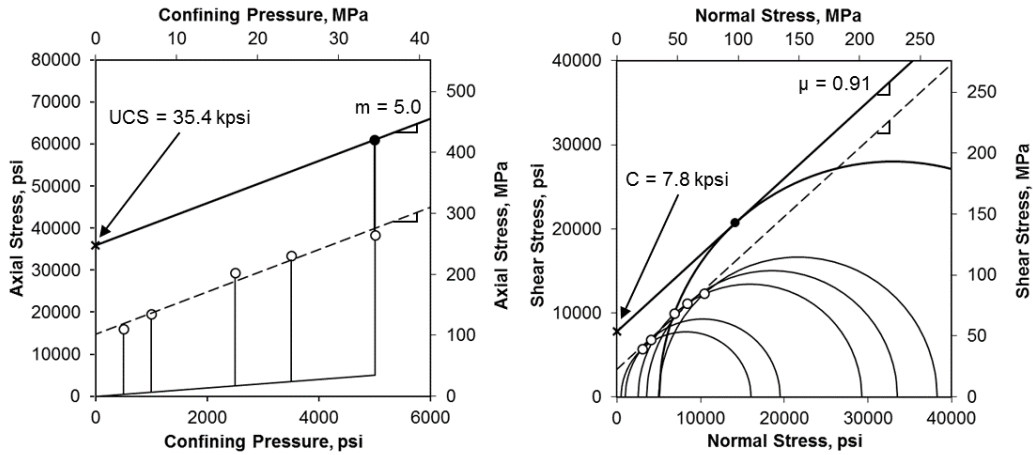 Confining Pressure, MPa
0 10 20 30 40
80000
70000
60000
50000
40000
30000
20000
10000
0
Axial Stress, psi
UCS = 35.4 kpsi
m = 5.0
500
400
300
200
100
0
Axial Stress, MPa
0 2000 4000 6000
Confining Pressure, psi
Normal Stress, MPa
0 50 100 150 200 250
40000
30000
20000
10000
0
Shear Stress, psi
μ = 0.91
C = 7.8 kpsi
250
200
150
100
50
0
Shear Stress, MPa
0 10000 20000 30000 40000
Normal Stress, psi